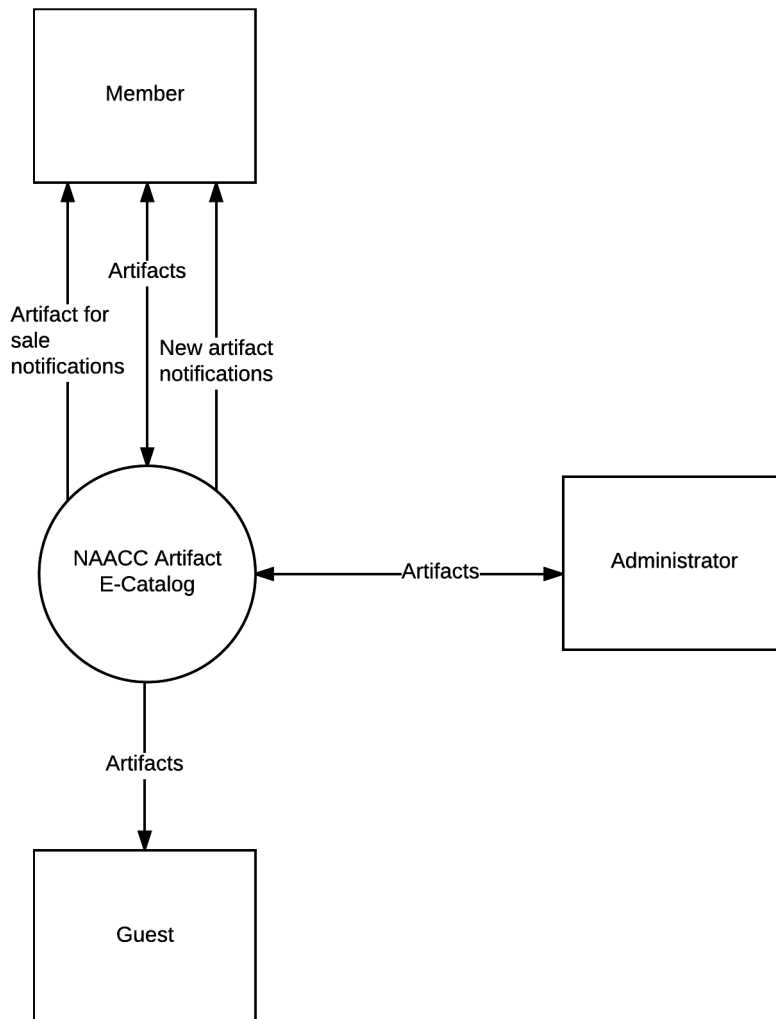 Member
Artifacts
Artifact for
sale
notifications
New artifact
notifications
NAACC Artifact
E-Catalog
Artifacts
Administrator
Artifacts
Guest